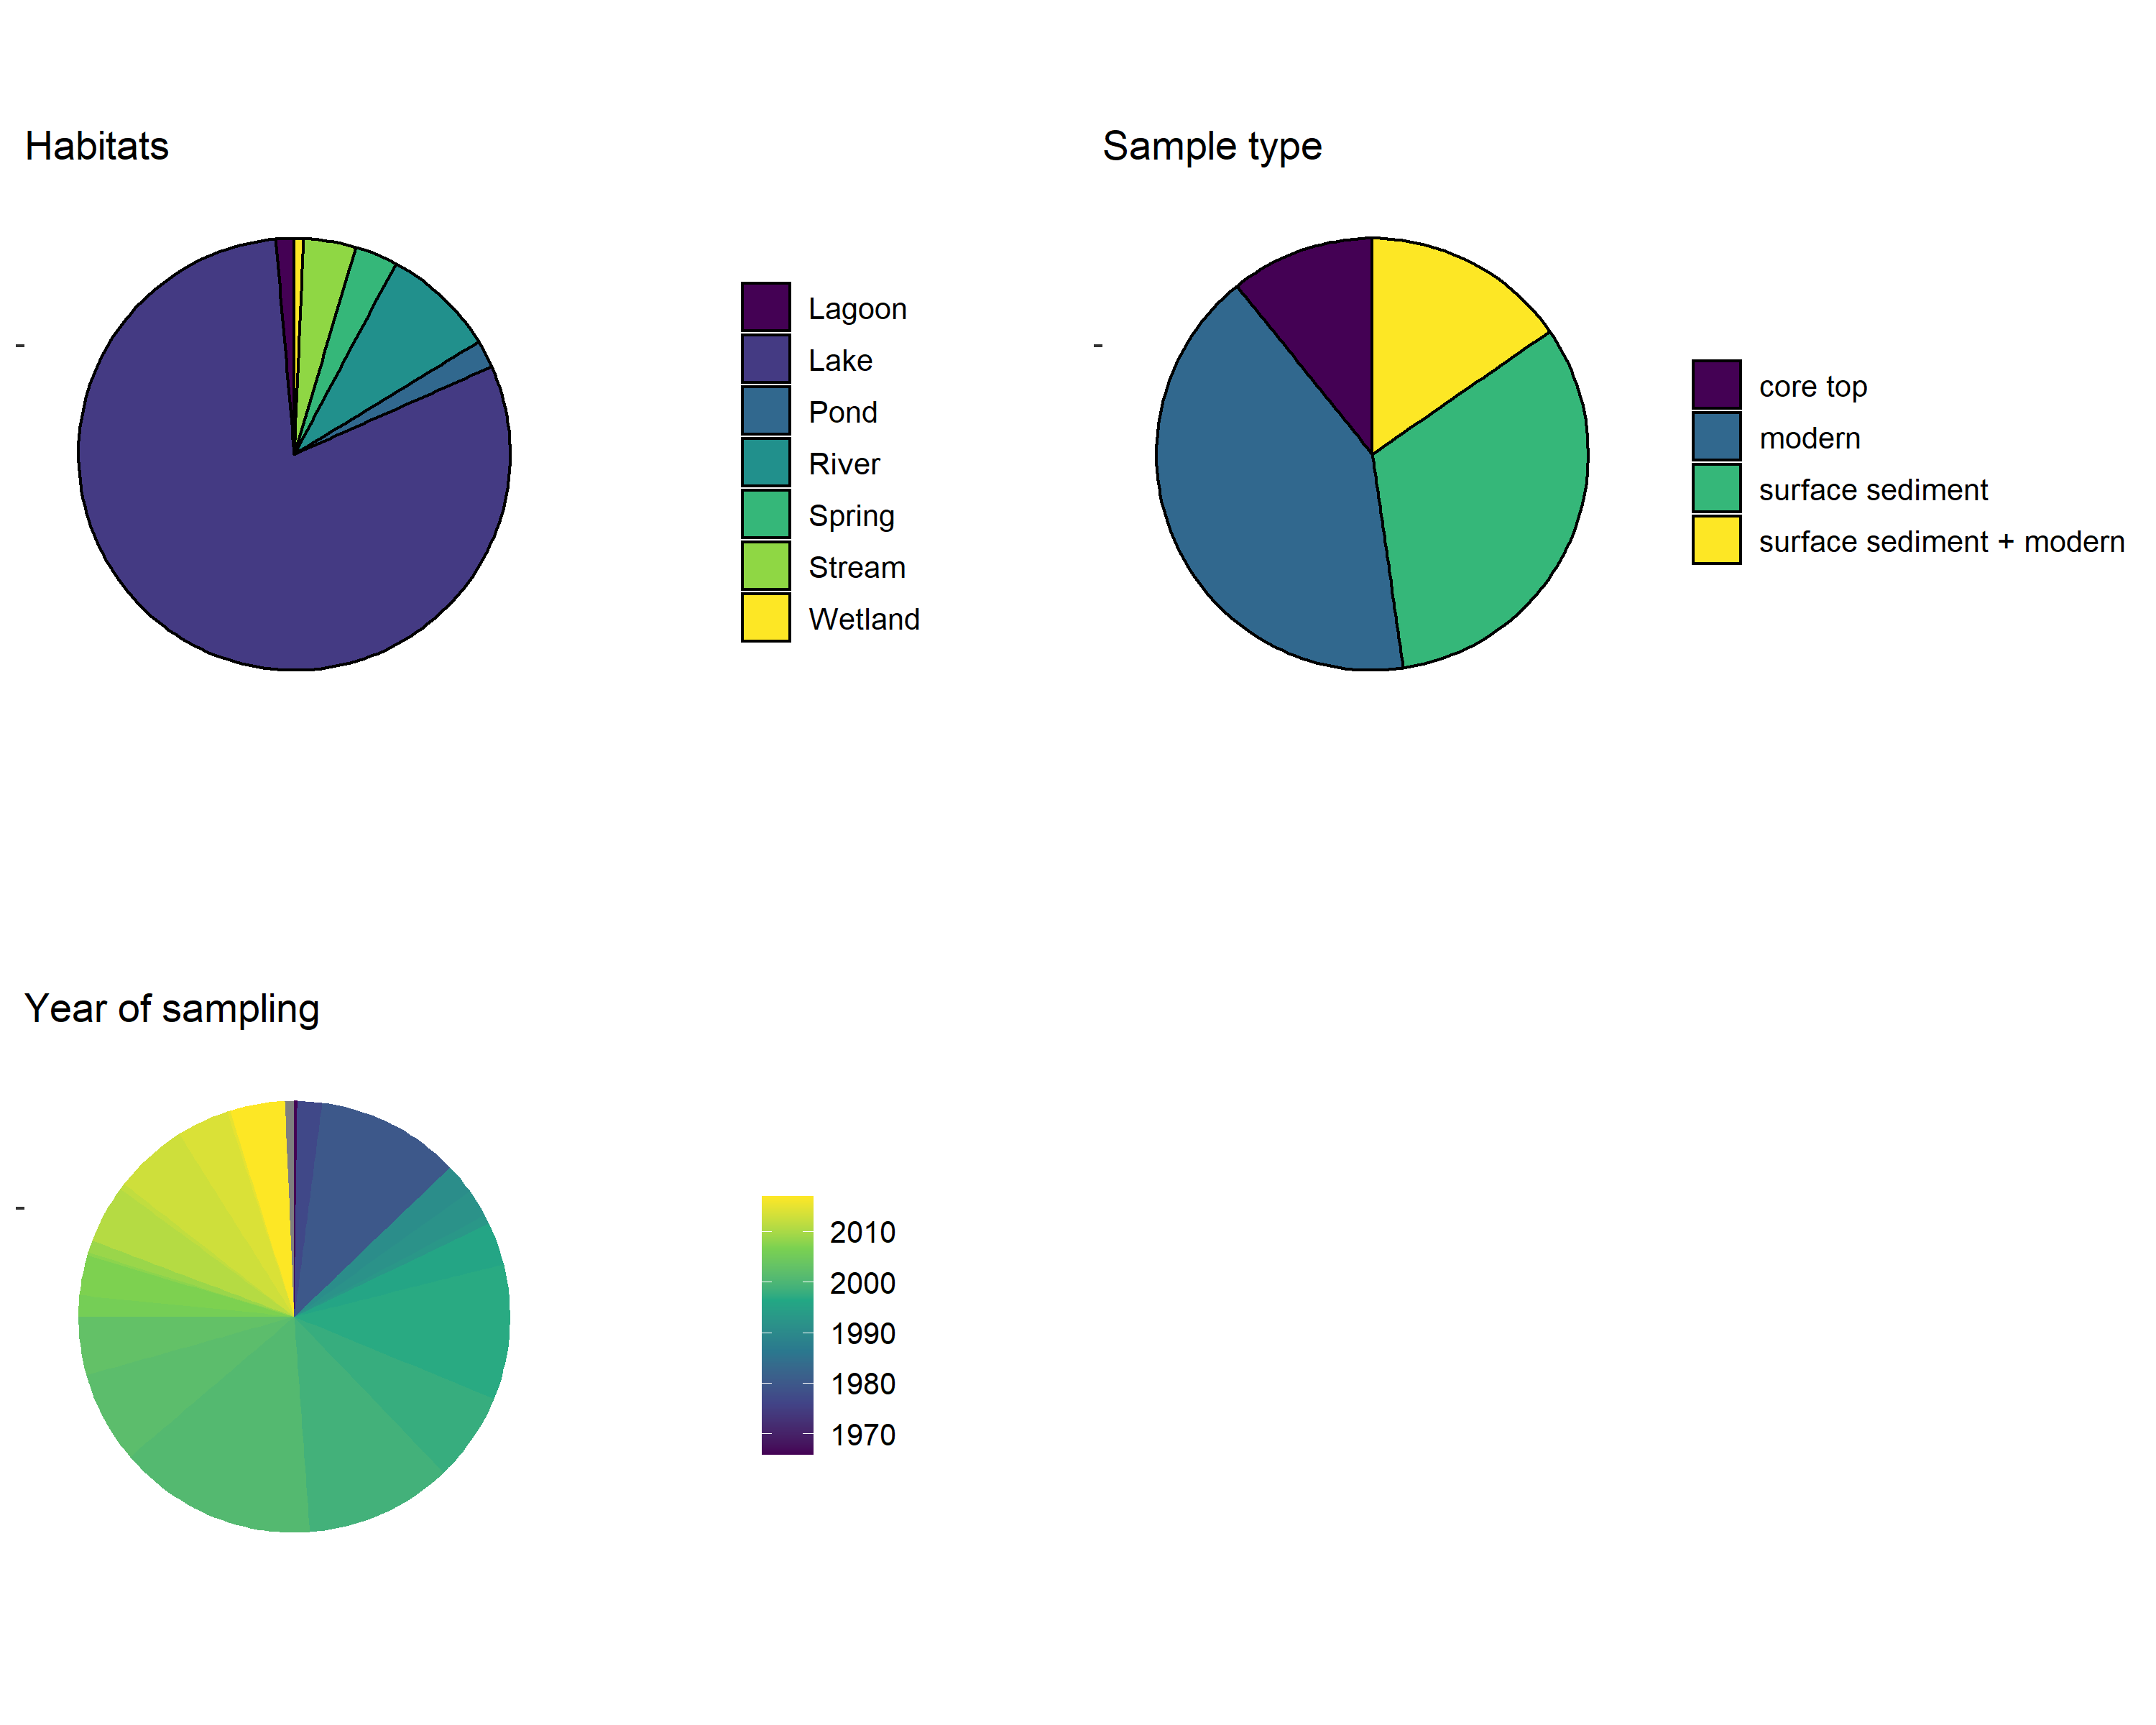 Habitats
Lagoon
Lake
Pond
River
Spring
Stream
Wetland
Sample type
core top
modern
surface sediment
surface sediment + modern
Year of sampling
2010
2000
1990
1980
1970